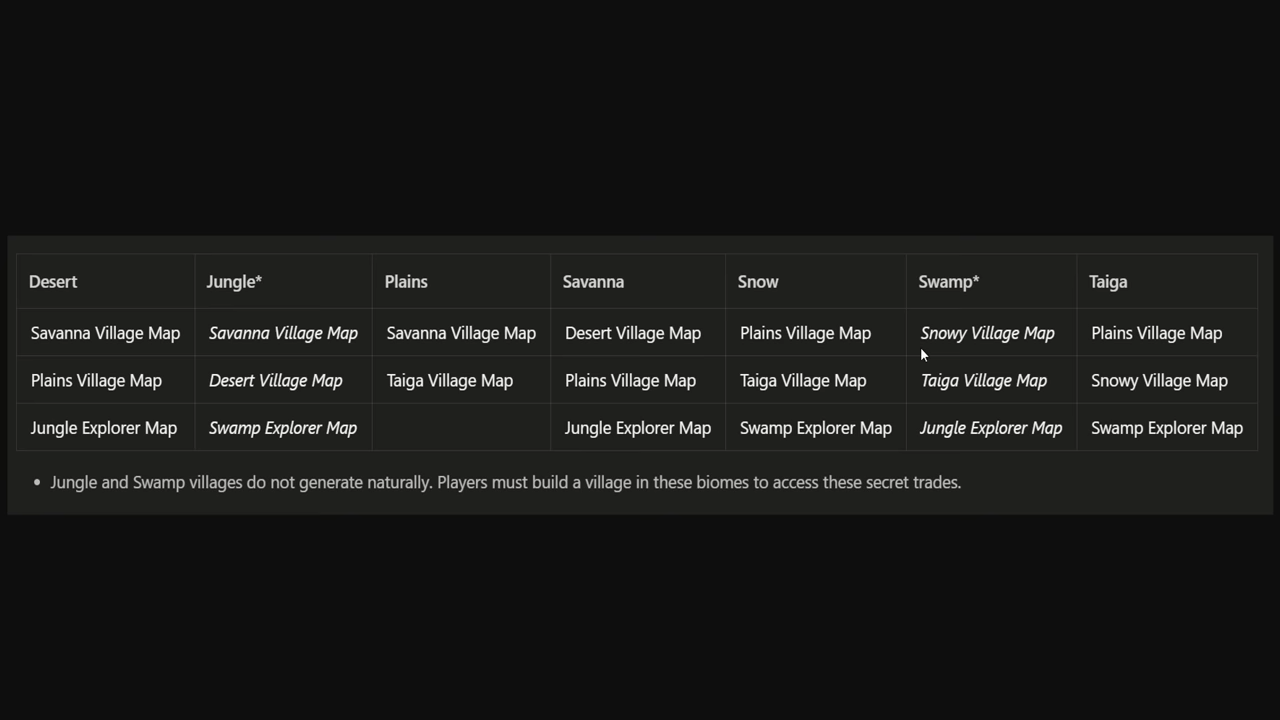 Desert Jungle* Plains Savanna Snow Swamp* Taiga
Savanna Village Map Savanna Village Map Savanna Village Map Desert Village Map Plains Village Map Snowy Village Map Plains Village Map
Plains Village Map Desert Village Map Taiga Village Map Plains Village Map Taiga Village Map Taiga Village Map Snowy Village Map
Jungle Explorer Map Swamp Explorer Map Jungle Explorer Map Swamp Explorer Map Jungle Explorer Map Swamp Explorer Map
• Jungle and Swamp villages do not generate naturally. Players must build a village in these biomes to access these secret trades.